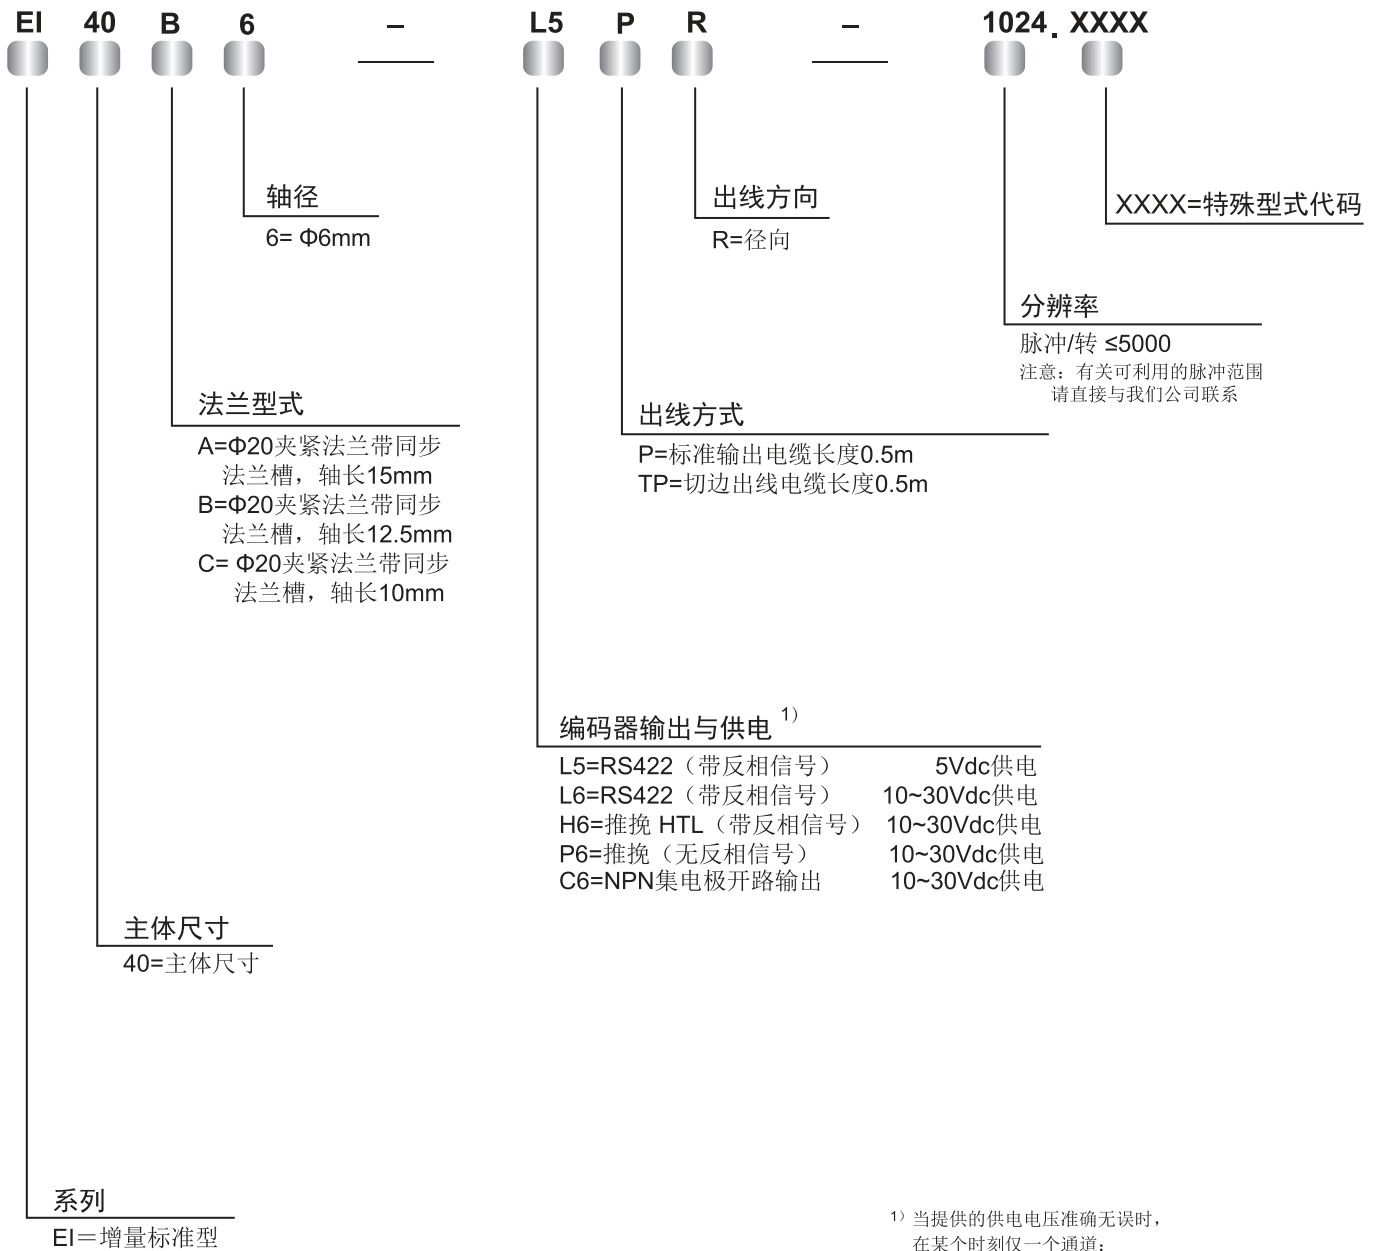 EI 40 B 6 – L5 P R – 1024. XXXX
轴径
6= Φ6mm
出线方向
R=径向
XXXX=特殊型式代码
分辨率
脉冲/转 ≤5000
注意：有关可利用的脉冲范围
请直接与我们公司联系
法兰型式
A=Φ20夹紧法兰带同步
法兰槽，轴长15mm
B=Φ20夹紧法兰带同步
法兰槽，轴长12.5mm
C= Φ20夹紧法兰带同步
法兰槽，轴长10mm
出线方式
P=标准输出电缆长度0.5m
TP=切边出线电缆长度0.5m
编码器输出与供电 1）
L5=RS422（带反相信号） 5Vdc供电
L6=RS422（带反相信号） 10~30Vdc供电
H6=推挽 HTL（带反相信号） 10~30Vdc供电
P6=推挽（无反相信号） 10~30Vdc供电
C6=NPN集电极开路输出 10~30Vdc供电
主体尺寸
40=主体尺寸
系列
EI＝增量标准型
1）当提供的供电电压准确无误时，
在某个时刻仅一个通道：